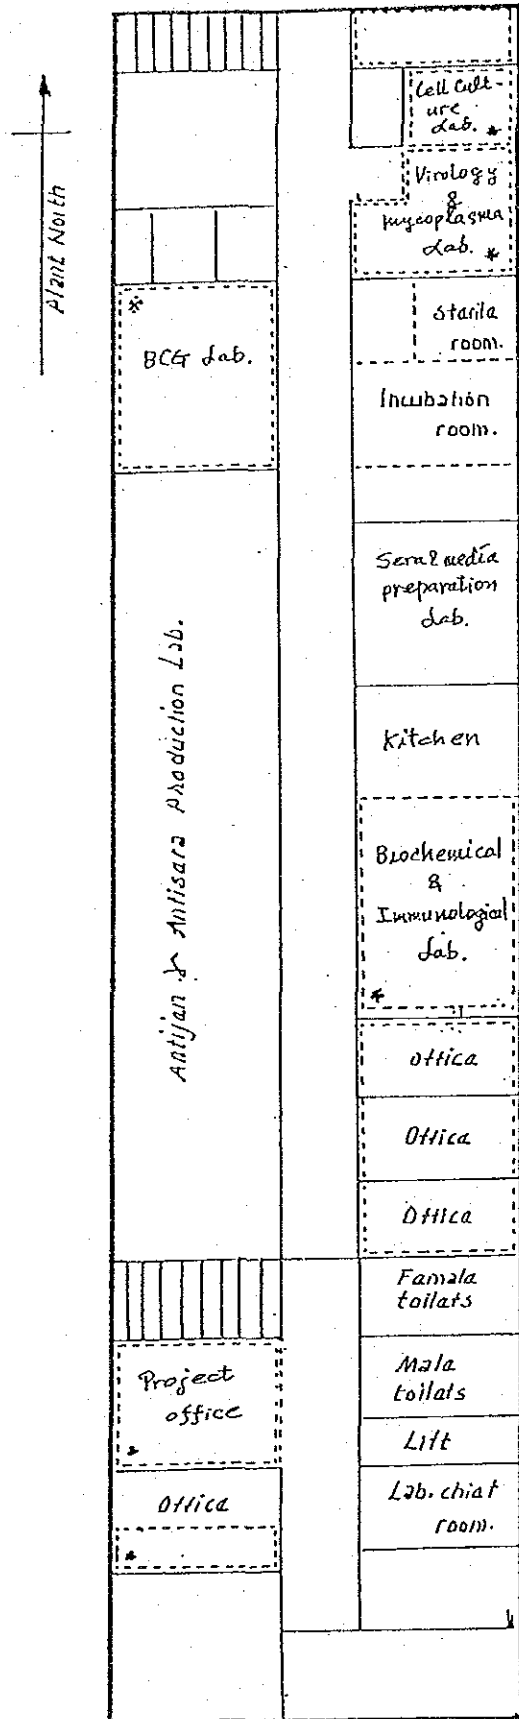 Plant North
Cell Cult-
ure
Lab. *
Virology
&
mycoplasma
Lab. *
Starila
room.
*
BCG Lab.
Incubation
room.
Sera & media
preparation
Lab.
Antijan & Antisara Production Lab.
Kitchen
Biochemical
&
Immunological
Lab.
*
Offica
Offica
Offica
Famala
toilats
Project
office
*
Mala
toilats
Lift
Offica
*
Lab. chiat
room.